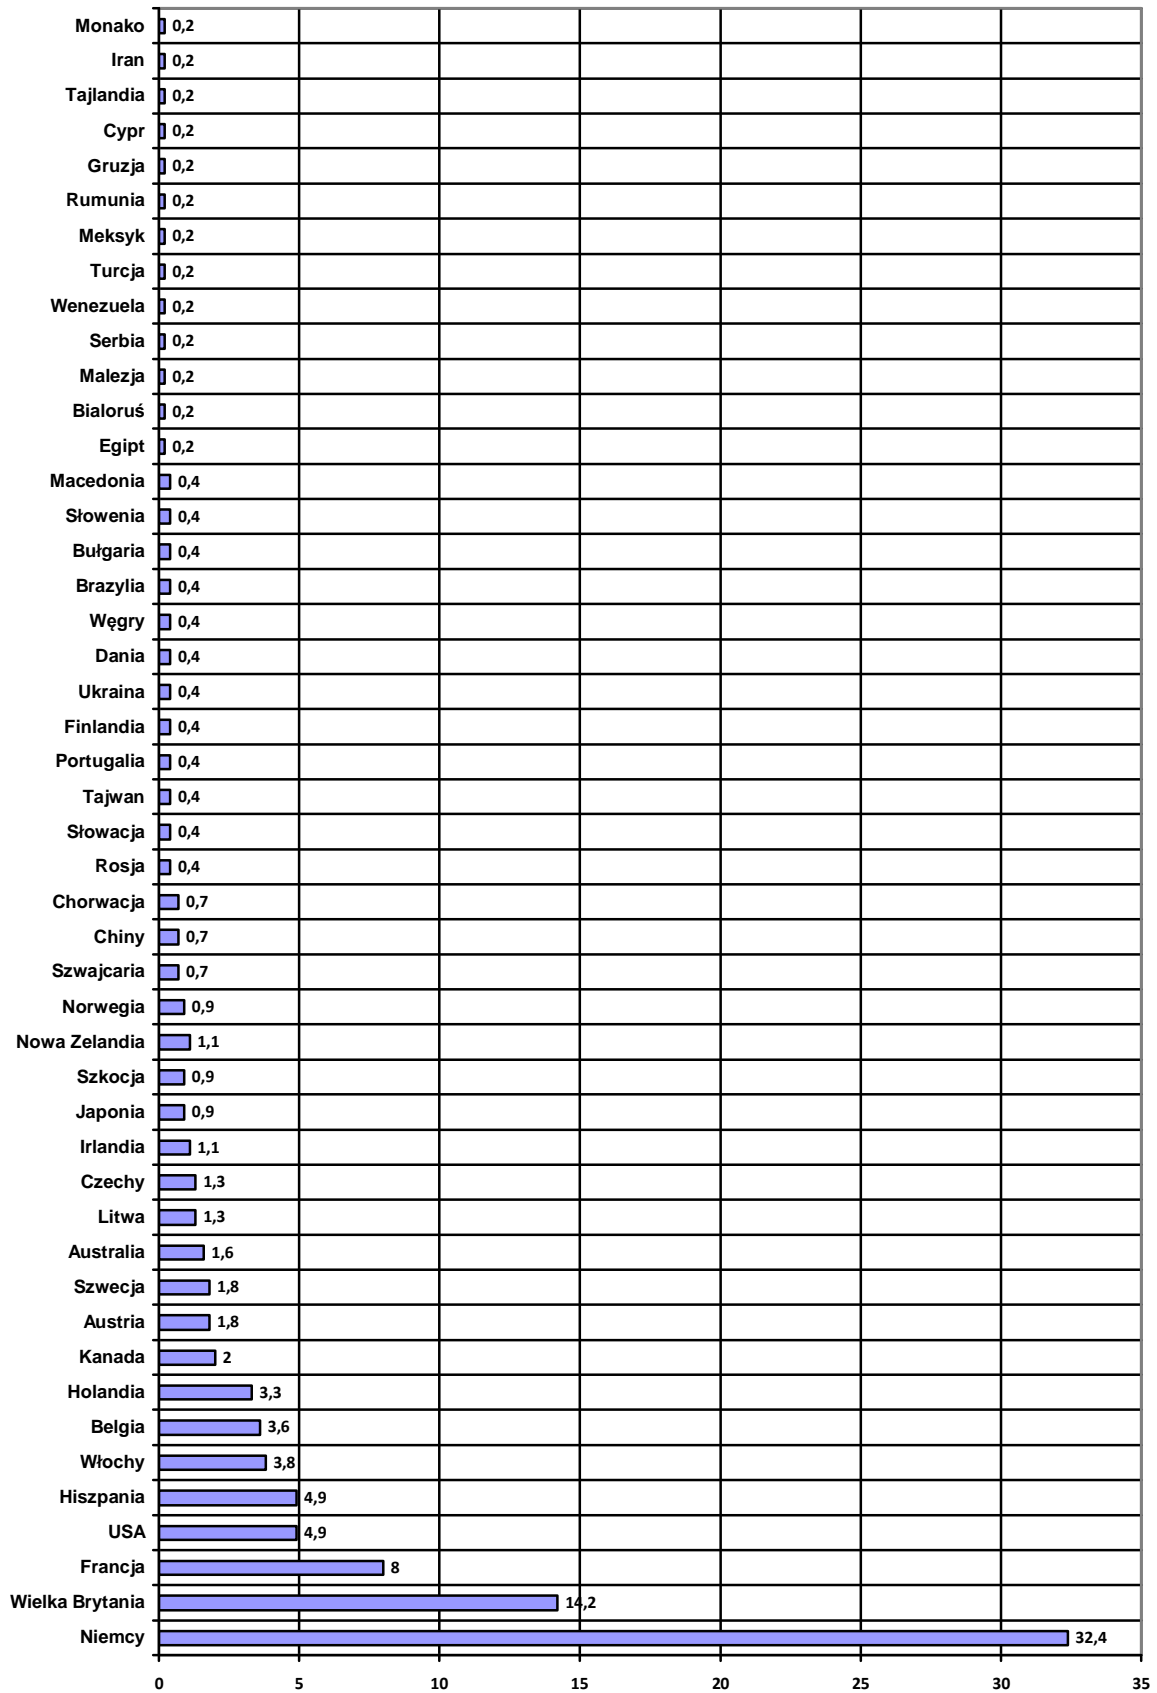 Monako 0,2
Iran 0,2
Tajlandia 0,2
Cypr 0,2
Gruzja 0,2
Rumunia 0,2
Meksyk 0,2
Turcja 0,2
Wenezuela 0,2
Serbia 0,2
Malezja 0,2
Bialoruś 0,2
Egipt 0,2
Macedonia 0,4
Słowenia 0,4
Bułgaria 0,4
Brazylia 0,4
Węgry 0,4
Dania 0,4
Ukraina 0,4
Finlandia 0,4
Portugalia 0,4
Tajwan 0,4
Słowacja 0,4
Rosja 0,4
Chorwacja 0,7
Chiny 0,7
Szwajcaria 0,7
Norwegia 0,9
Nowa Zelandia 1,1
Szkocja 0,9
Japonia 0,9
Irlandia 1,1
Czechy 1,3
Litwa 1,3
Australia 1,6
Szwecja 1,8
Austria 1,8
Kanada 2
Holandia 3,3
Belgia 3,6
Włochy 3,8
Hiszpania 4,9
USA 4,9
Francja 8
Wielka Brytania 14,2
Niemcy 32,4
0 5 10 15 20 25 30 35